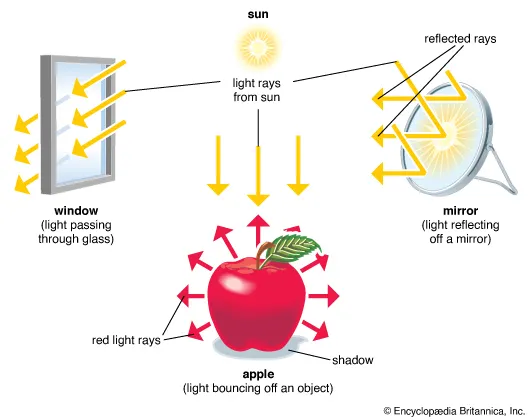 sun
reflected rays
light rays
from sun
window
(light passing
through glass)
mirror
(light reflecting
off a mirror)
red light rays
shadow
apple
(light bouncing off an object)
© Encyclopædia Britannica, Inc.